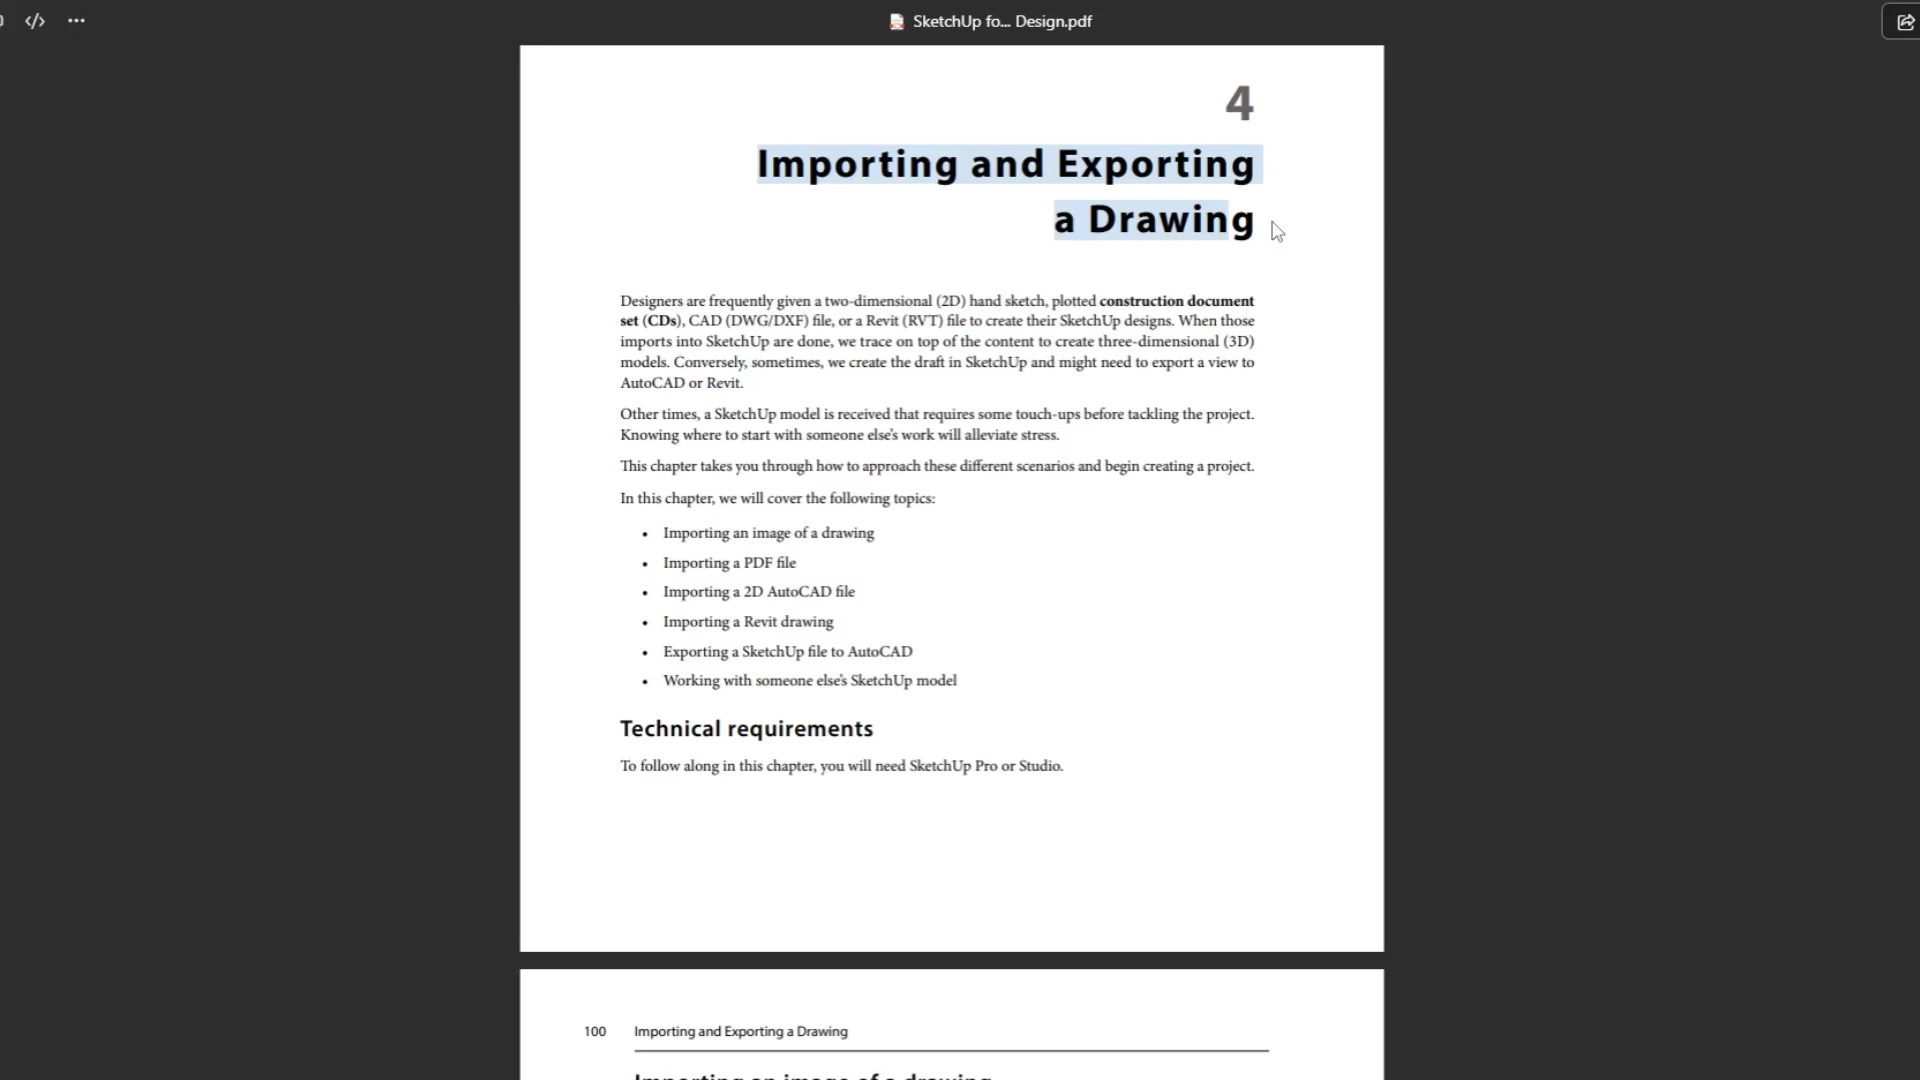 </>
SketchUp fo... Design.pdf
4
Importing and Exporting
a Drawing
Designers are frequently given a two-dimensional (2D) hand sketch, plotted construction document
set (CDs), CAD (DWG/DXF) file, or a Revit (RVT) file to create their SketchUp designs. When those
imports into SketchUp are done, we trace on top of the content to create three-dimensional (3D)
models. Conversely, sometimes, we create the draft in SketchUp and might need to export a view to
AutoCAD or Revit.
Other times, a SketchUp model is received that requires some touch-ups before tackling the project.
Knowing where to start with someone else's work will alleviate stress.
This chapter takes you through how to approach these different scenarios and begin creating a project.
In this chapter, we will cover the following topics:
• Importing an image of a drawing
• Importing a PDF file
• Importing a 2D AutoCAD file
• Importing a Revit drawing
• Exporting a SketchUp file to AutoCAD
• Working with someone else's SketchUp model
Technical requirements
To follow along in this chapter, you will need SketchUp Pro or Studio.
100 Importing and Exporting a Drawing
Importing an image of a drawing